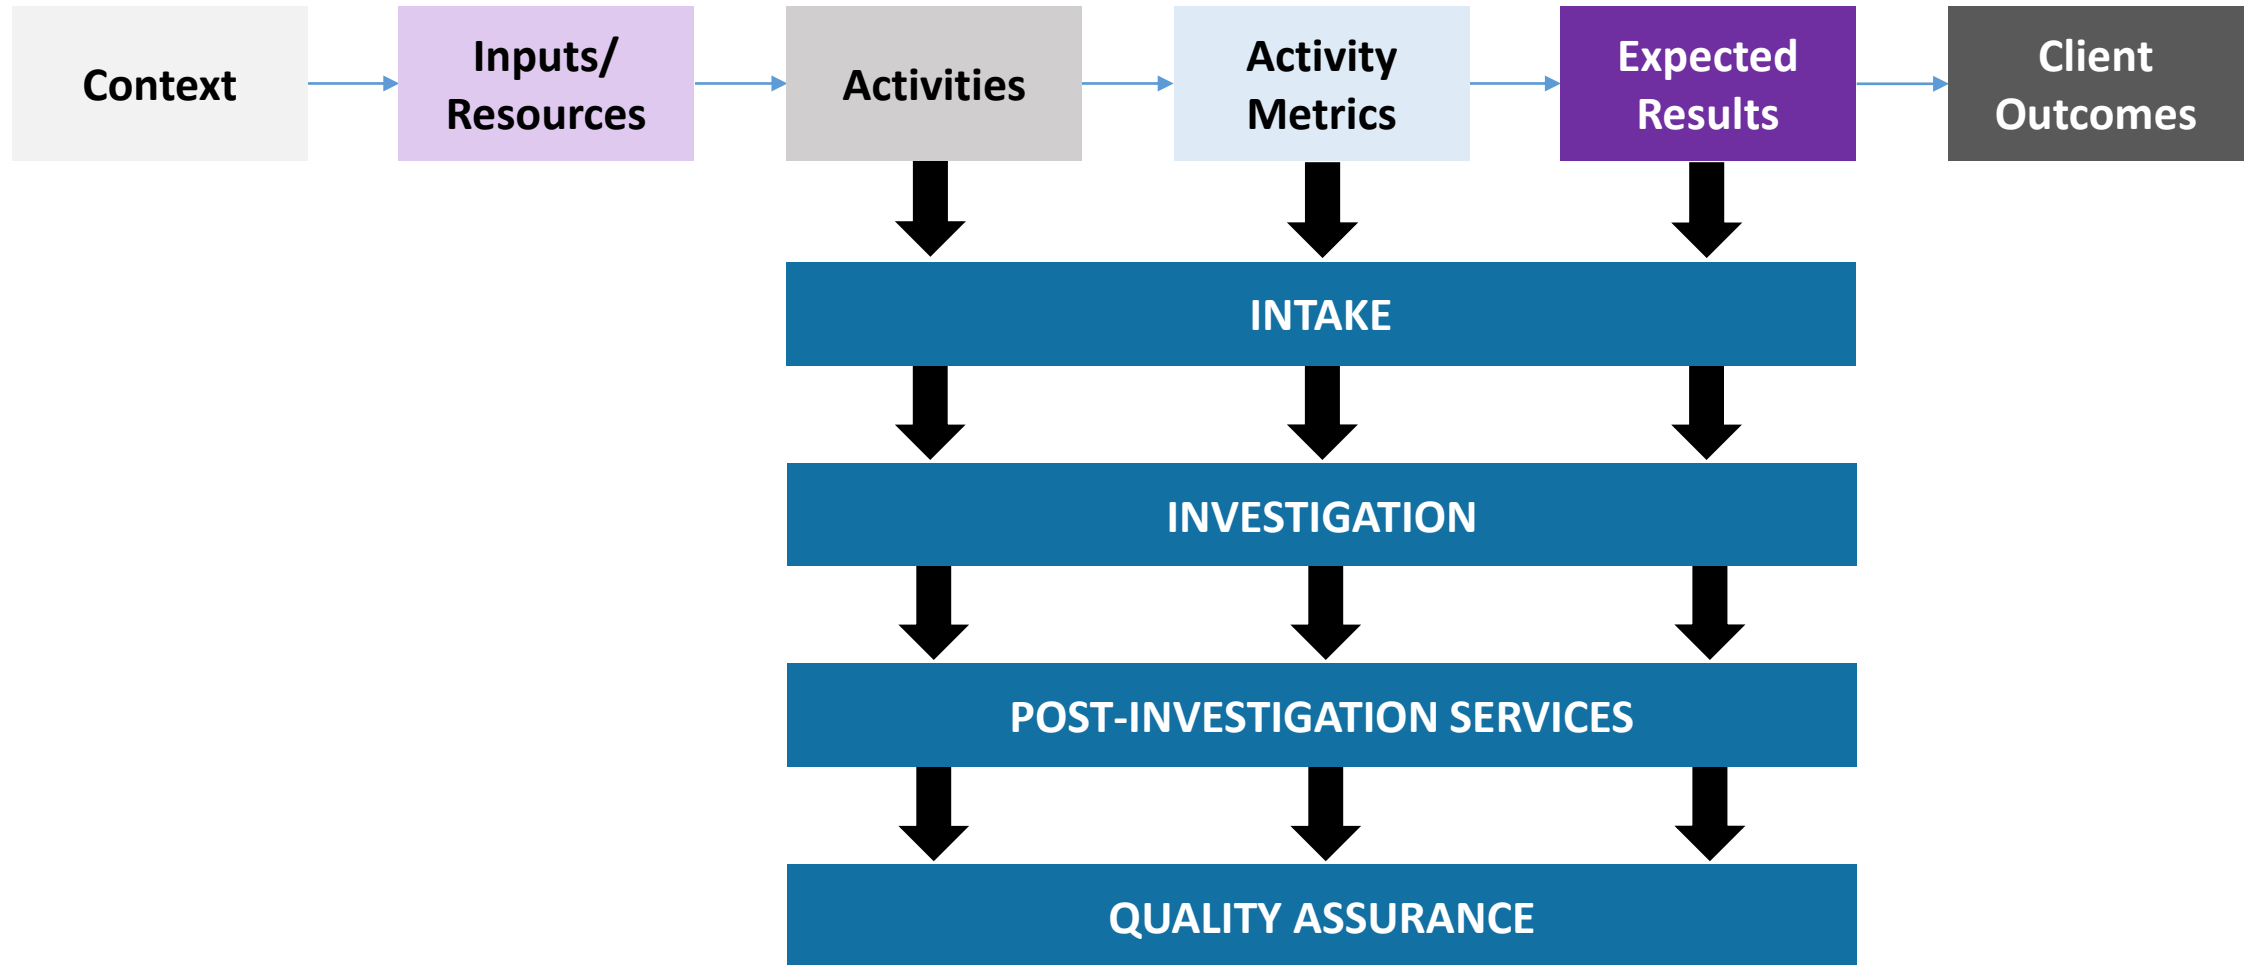 Context
Inputs/
Resources
Activities
Activity
Metrics
Expected
Results
Client
Outcomes
INTAKE
INVESTIGATION
POST-INVESTIGATION SERVICES
QUALITY ASSURANCE